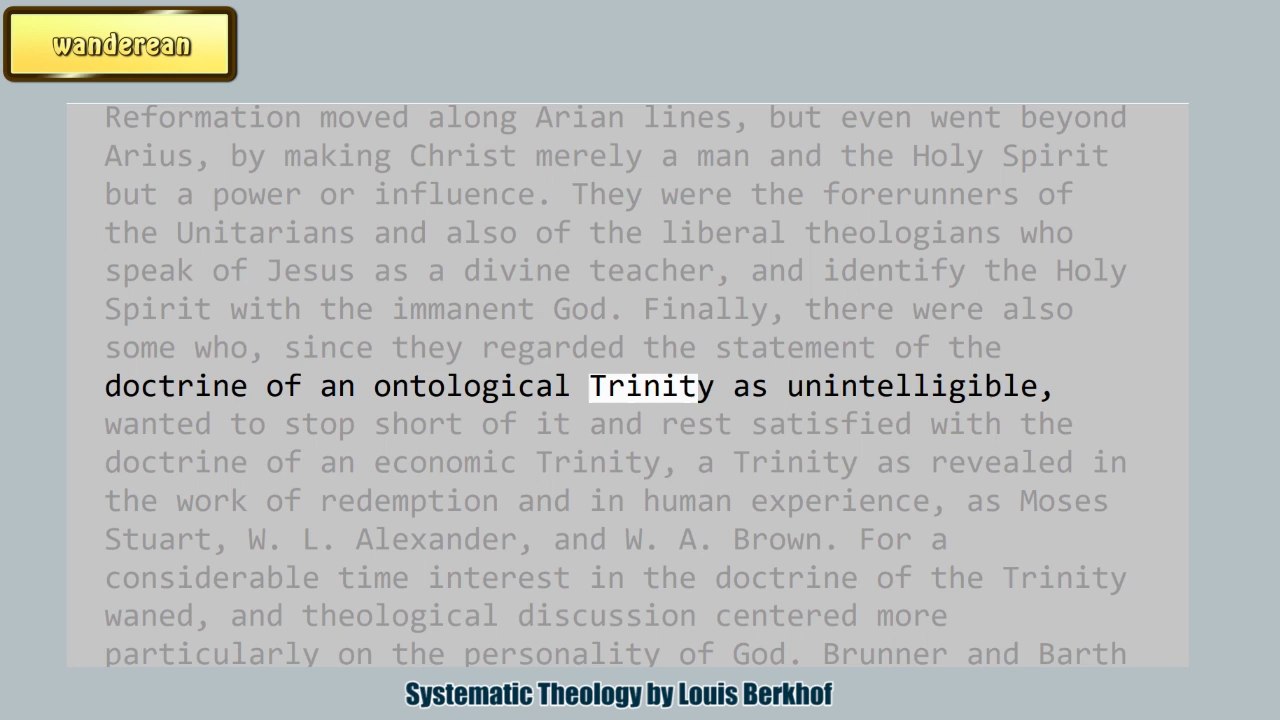 wanderean
Reformation moved along Arian lines, but even went beyond
Arius, by making Christ merely a man and the Holy Spirit
but a power or influence. They were the forerunners of
the Unitarians and also of the liberal theologians who
speak of Jesus as a divine teacher, and identify the Holy
Spirit with the immanent God. Finally, there were also
some who, since they regarded the statement of the
doctrine of an ontological Trinity as unintelligible,
wanted to stop short of it and rest satisfied with the
doctrine of an economic Trinity, a Trinity as revealed in
the work of redemption and in human experience, as Moses
Stuart, W. L. Alexander, and W. A. Brown. For a
considerable time interest in the doctrine of the Trinity
waned, and theological discussion centered more
particularly on the personality of God. Brunner and Barth
Systematic Theology by Louis Berkhof